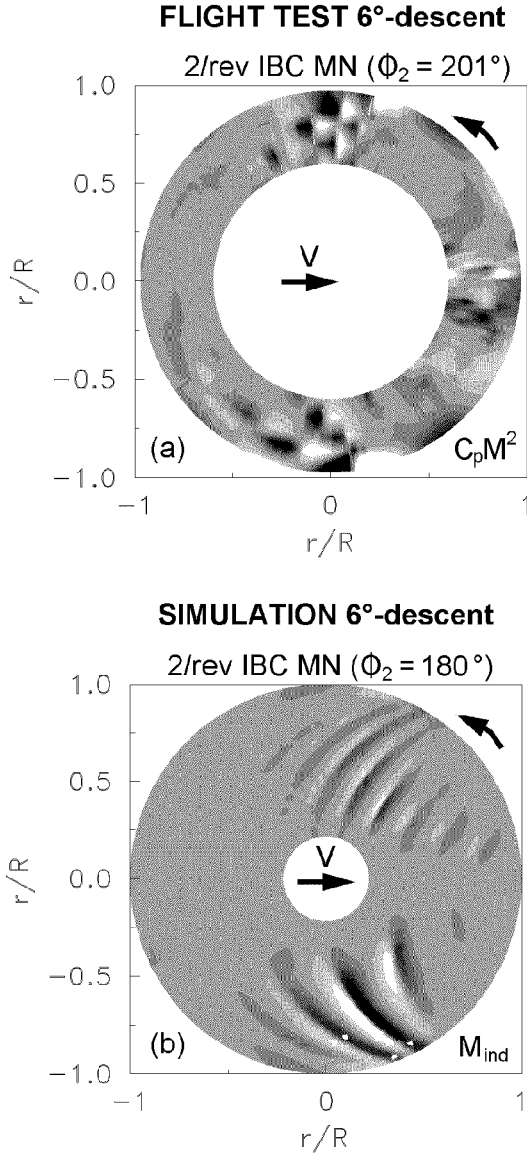 FLIGHT TEST 6°-descent
2/rev IBC MN (Φ₂ = 201°)
1.0
0.5
0.0
−0.5
−1.0
r/R
V
(a)
CₚM²
−1
0
1
r/R
SIMULATION 6°-descent
2/rev IBC MN (Φ₂ = 180°)
1.0
0.5
0.0
−0.5
−1.0
r/R
V
(b)
Mᵢₙd
−1
0
1
r/R